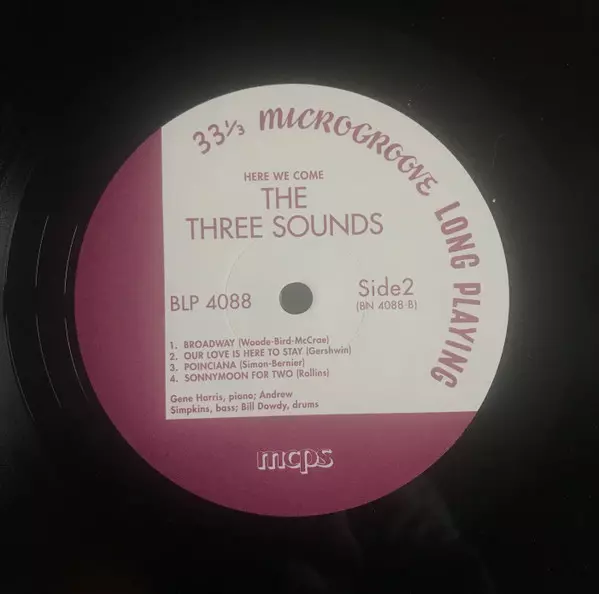 33⅓ MICROGROOVE LONG PLAYING
HERE WE COME
THE
THREE SOUNDS
BLP 4088
Side2
(BN 4088-B)
1. BROADWAY (Woode-Bird-McCrae)
2. OUR LOVE IS HERE TO STAY (Gershwin)
3. POINCIANA (Simon-Bernier)
4. SONNYMOON FOR TWO (Rollins)
Gene Harris, piano; Andrew
Simpkins, bass; Bill Dowdy, drums
mcps